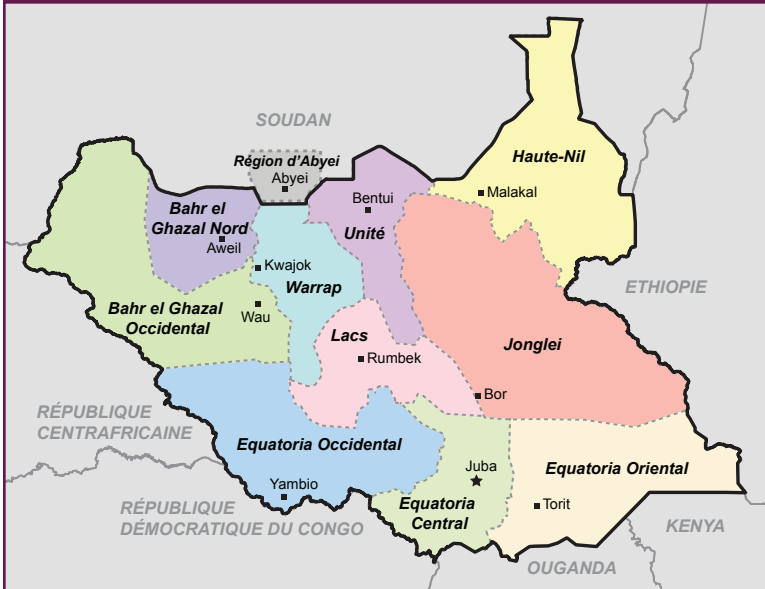 SOUDAN
Région d'Abyei
Abyei
Haute-Nil
Malakal
Bentui
Unité
Bahr el
Ghazal Nord
Aweil
Kwajok
Warrap
Bahr el Ghazal
Occidental
Wau
ETHIOPIE
Lacs
Rumbek
Jonglei
Bor
RÉPUBLIQUE
CENTRAFRICAINE
Equatoria Occidental
Yambio
Juba
Equatoria
Central
Equatoria Oriental
Torit
RÉPUBLIQUE
DÉMOCRATIQUE DU CONGO
KENYA
OUGANDA